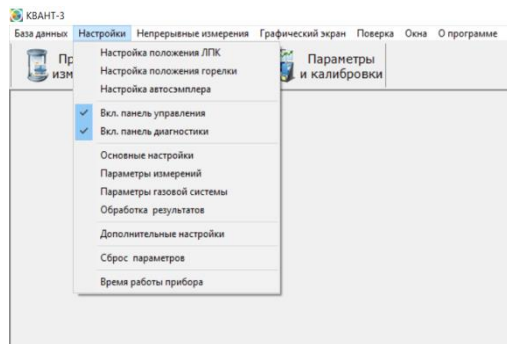 КВАНТ-3
База данных Настройки Непрерывные измерения Графический экран Поверка Окна О программе
Пр
изм
Параметры
и калибровки
Настройка положения ЛПК
Настройка положения горелки
Настройка автосэмплера
Вкл. панель управления
Вкл. панель диагностики
Основные настройки
Параметры измерений
Параметры газовой системы
Обработка результатов
Дополнительные настройки
Сброс параметров
Время работы прибора